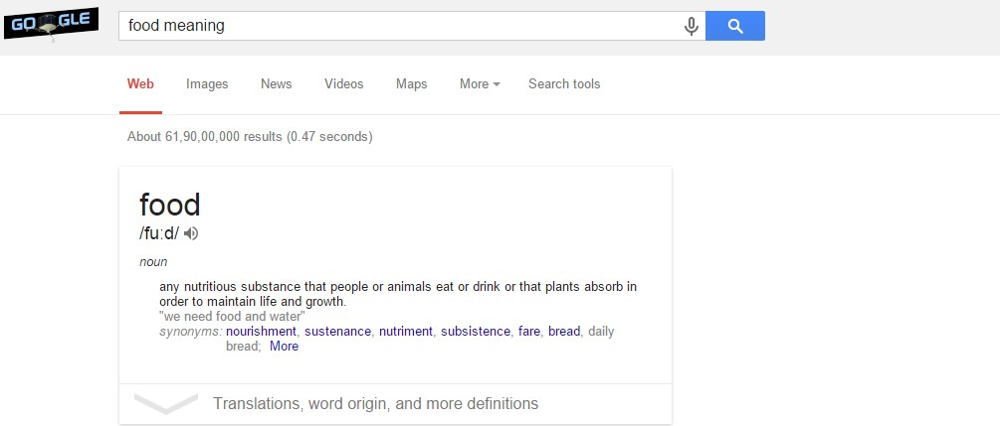 GO GLE
food meaning
Web Images News Videos Maps More Search tools
About 61,90,00,000 results (0.47 seconds)
food
/fuːd/
noun
any nutritious substance that people or animals eat or drink or that plants absorb in
order to maintain life and growth.
"we need food and water"
synonyms: nourishment, sustenance, nutriment, subsistence, fare, bread, daily
bread; More
Translations, word origin, and more definitions